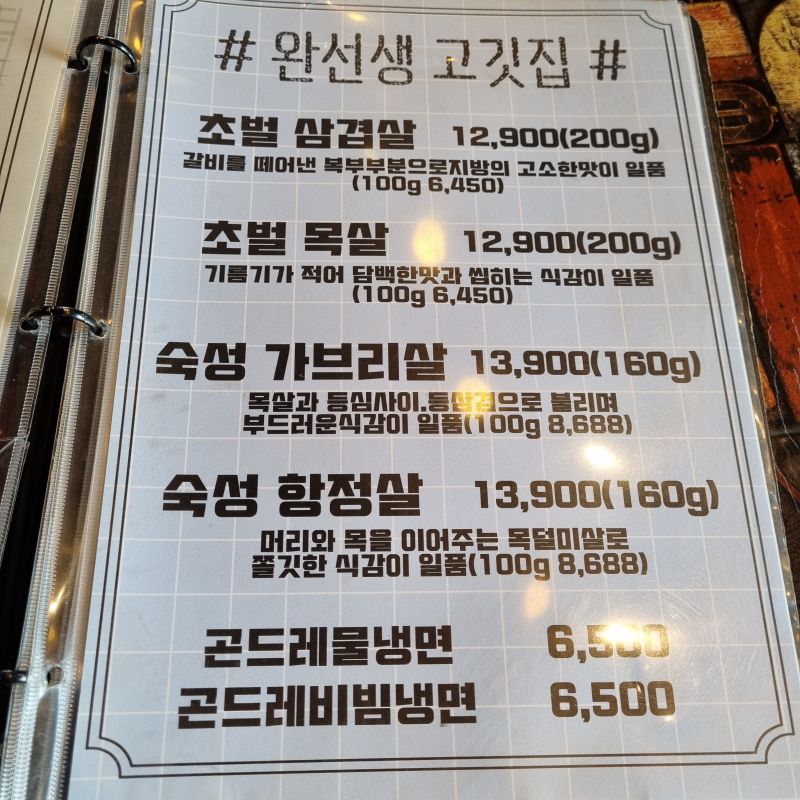 # 완선생 고깃집 #
초벌 삼겹살 12,900(200g)
갈비를 떼어낸 복부부분으로지방의 고소한맛이 일품
(100g 6,450)
초벌 목살 12,900(200g)
기름기가 적어 담백한맛과 씹히는 식감이 일품
(100g 6,450)
숙성 가브리살 13,900(160g)
목살과 등심사이,등삼겹으로 불리며
부드러운식감이 일품(100g 8,688)
숙성 항정살 13,900(160g)
머리와 목을 이어주는 목덜미살로
쫄깃한 식감이 일품(100g 8,688)
곤드레물냉면 6,500
곤드레비빔냉면 6,500